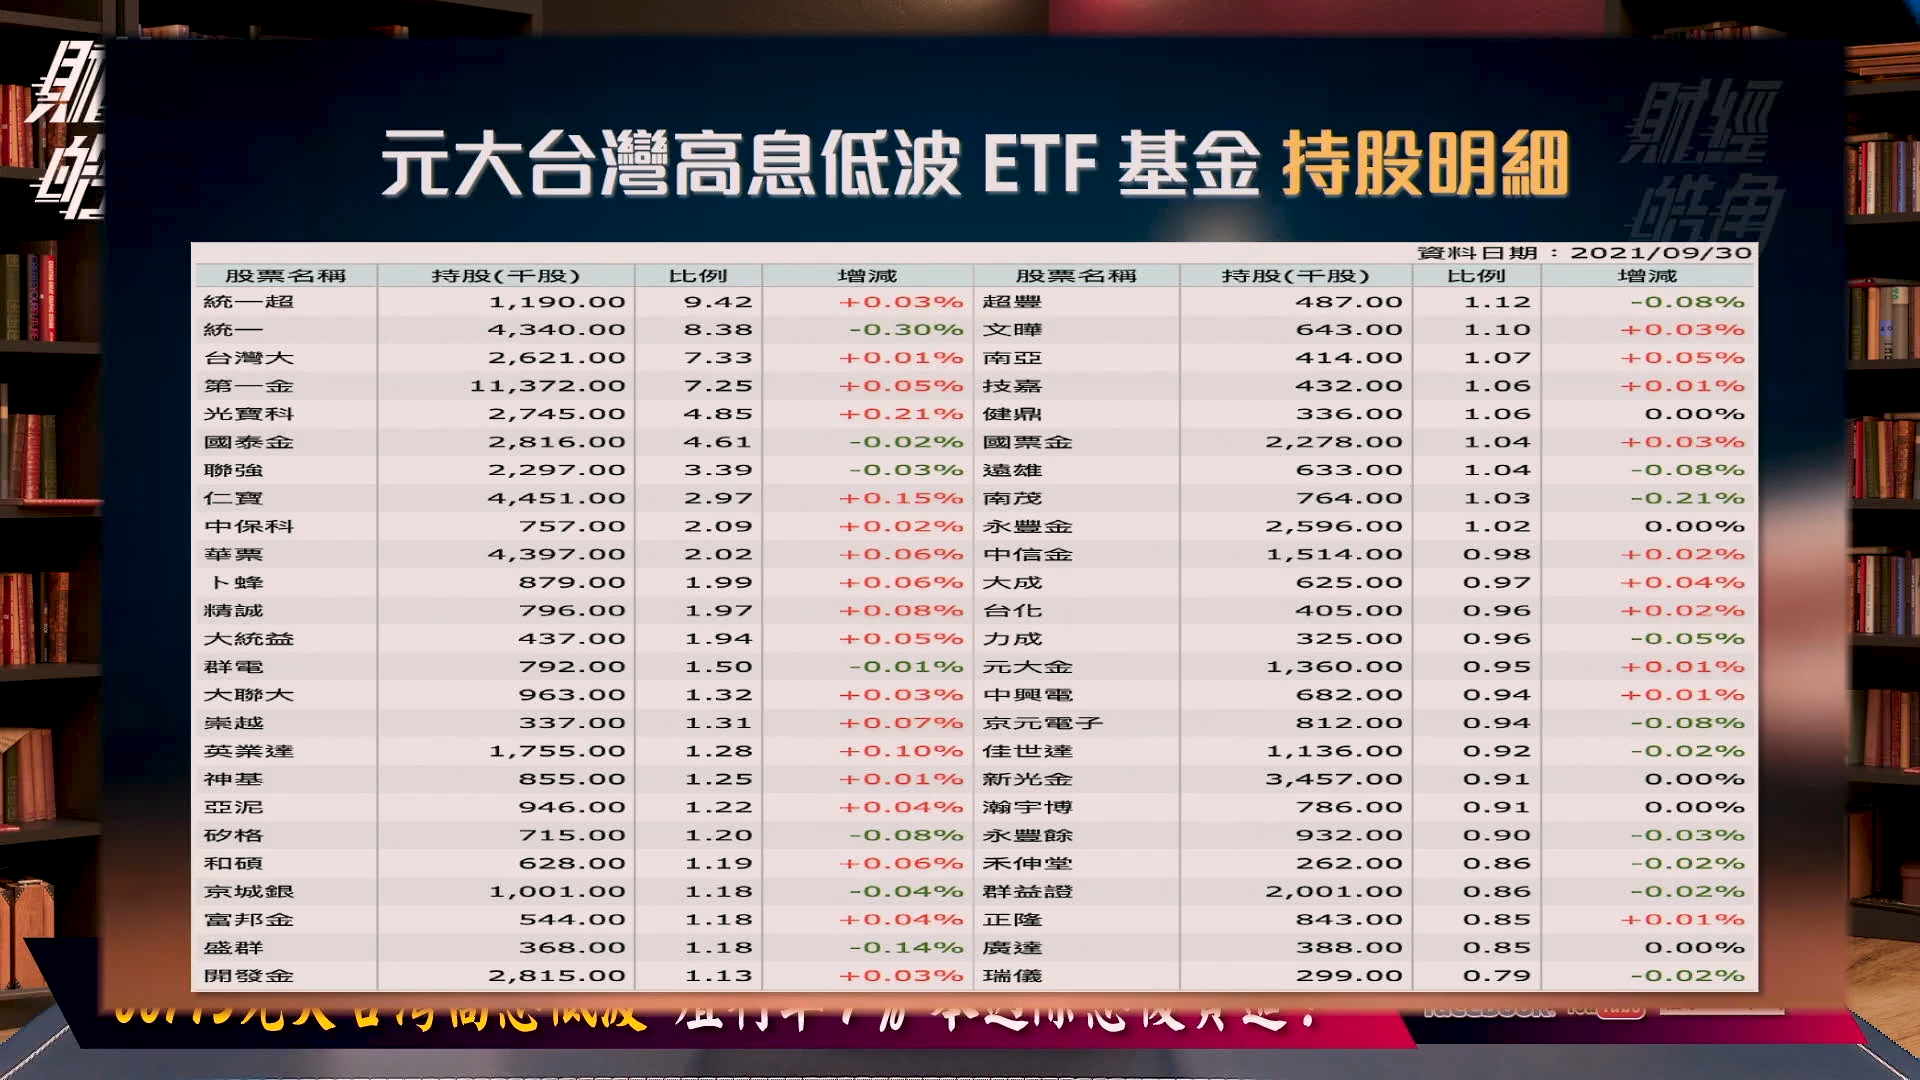 財經
皓角
元大台灣高息低波 ETF 基金 持股明細
資料日期：2021/09/30
股票名稱 持股(千股) 比例 增減 股票名稱 持股(千股) 比例 增減
統一超 1,190.00 9.42 +0.03% 超豐 487.00 1.12 -0.08%
統一 4,340.00 8.38 -0.30% 文曄 643.00 1.10 +0.03%
台灣大 2,621.00 7.33 +0.01% 南亞 414.00 1.07 +0.05%
第一金 11,372.00 7.25 +0.05% 技嘉 432.00 1.06 +0.01%
光寶科 2,745.00 4.85 +0.21% 健鼎 336.00 1.06 0.00%
國泰金 2,816.00 4.61 -0.02% 國票金 2,278.00 1.04 +0.03%
聯強 2,297.00 3.39 -0.03% 遠雄 633.00 1.04 -0.08%
仁寶 4,451.00 2.97 +0.15% 南茂 764.00 1.03 -0.21%
中保科 757.00 2.09 +0.02% 永豐金 2,596.00 1.02 0.00%
華票 4,397.00 2.02 +0.06% 中信金 1,514.00 0.98 +0.02%
卜蜂 879.00 1.99 +0.06% 大成 625.00 0.97 +0.04%
精誠 796.00 1.97 +0.08% 台化 405.00 0.96 +0.02%
大統益 437.00 1.94 +0.05% 力成 325.00 0.96 -0.05%
群電 792.00 1.50 -0.01% 元大金 1,360.00 0.95 +0.01%
大聯大 963.00 1.32 +0.03% 中興電 682.00 0.94 +0.01%
崇越 337.00 1.31 +0.07% 京元電子 812.00 0.94 -0.08%
英業達 1,755.00 1.28 +0.10% 佳世達 1,136.00 0.92 -0.02%
神基 855.00 1.25 +0.01% 新光金 3,457.00 0.91 0.00%
亞泥 946.00 1.22 +0.04% 瀚宇博 786.00 0.91 0.00%
矽格 715.00 1.20 -0.08% 永豐餘 932.00 0.90 -0.03%
和碩 628.00 1.19 +0.06% 禾伸堂 262.00 0.86 -0.02%
京城銀 1,001.00 1.18 -0.04% 群益證 2,001.00 0.86 -0.02%
富邦金 544.00 1.18 +0.04% 正隆 843.00 0.85 +0.01%
盛群 368.00 1.18 -0.14% 廣達 388.00 0.85 0.00%
開發金 2,815.00 1.13 +0.03% 瑞儀 299.00 0.79 -0.02%
元大台灣高息低波
facebook YouTube